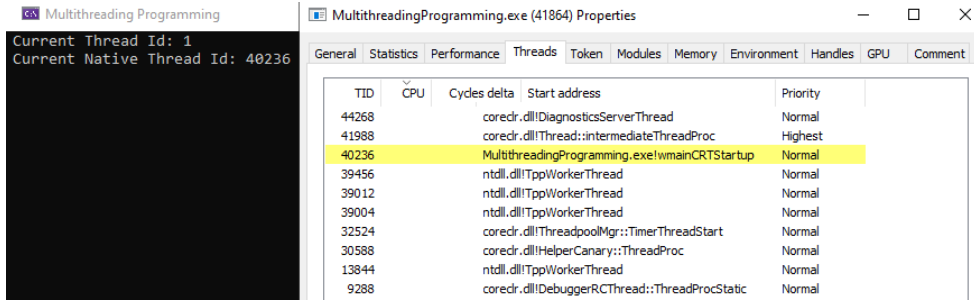 Multithreading Programming
Current Thread Id: 1
Current Native Thread Id: 40236
MultithreadingProgramming.exe (41864) Properties
General Statistics Performance Threads Token Modules Memory Environment Handles GPU Comment
TID CPU Cycles delta Start address Priority
44268 coreclr.dll!DiagnosticsServerThread Normal
41988 coreclr.dll!Thread::intermediateThreadProc Highest
40236 MultithreadingProgramming.exe!wmainCRTStartup Normal
39456 ntdll.dll!TppWorkerThread Normal
39012 ntdll.dll!TppWorkerThread Normal
39004 ntdll.dll!TppWorkerThread Normal
32524 coreclr.dll!ThreadpoolMgr::TimerThreadStart Normal
30588 coreclr.dll!HelperCanary::ThreadProc Normal
13844 ntdll.dll!TppWorkerThread Normal
9288 coreclr.dll!DebuggerRCThread::ThreadProcStatic Normal